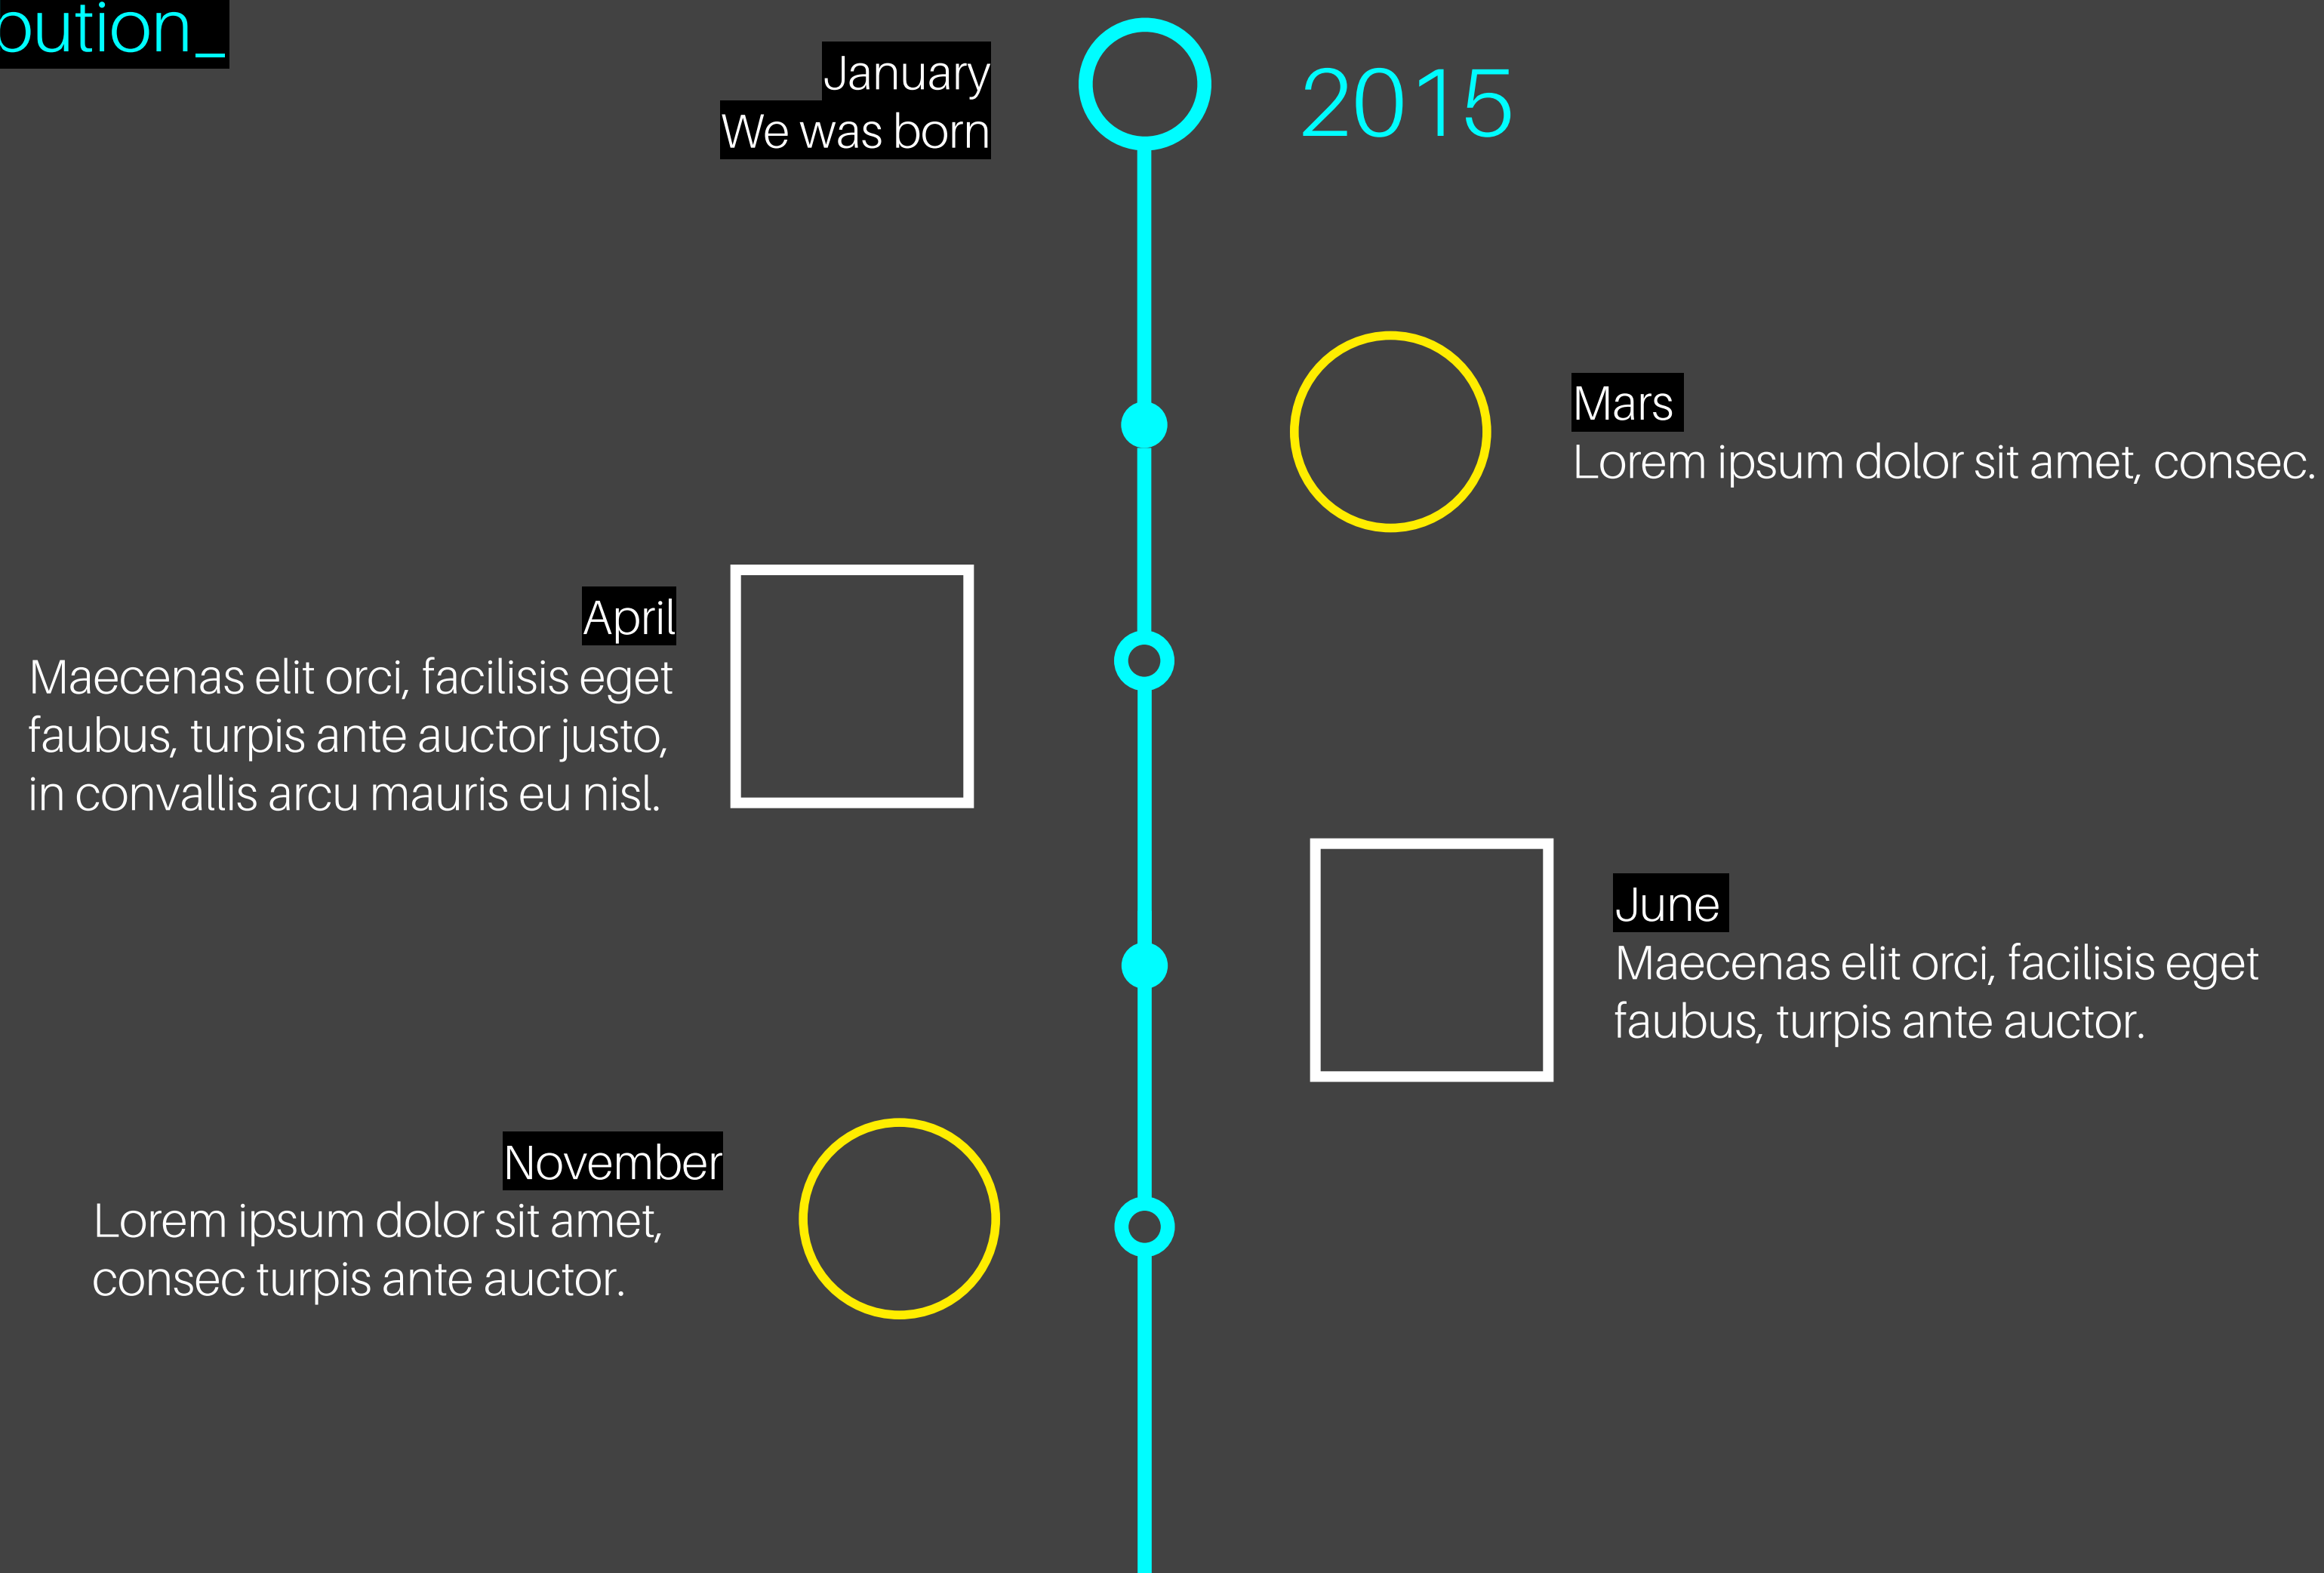 bution_
January
We was born
2015
Mars
Lorem ipsum dolor sit amet, consec.
April
Maecenas elit orci, facilisis eget
faubus, turpis ante auctor justo,
in convallis arcu mauris eu nisl.
June
Maecenas elit orci, facilisis eget
faubus, turpis ante auctor.
November
Lorem ipsum dolor sit amet,
consec turpis ante auctor.